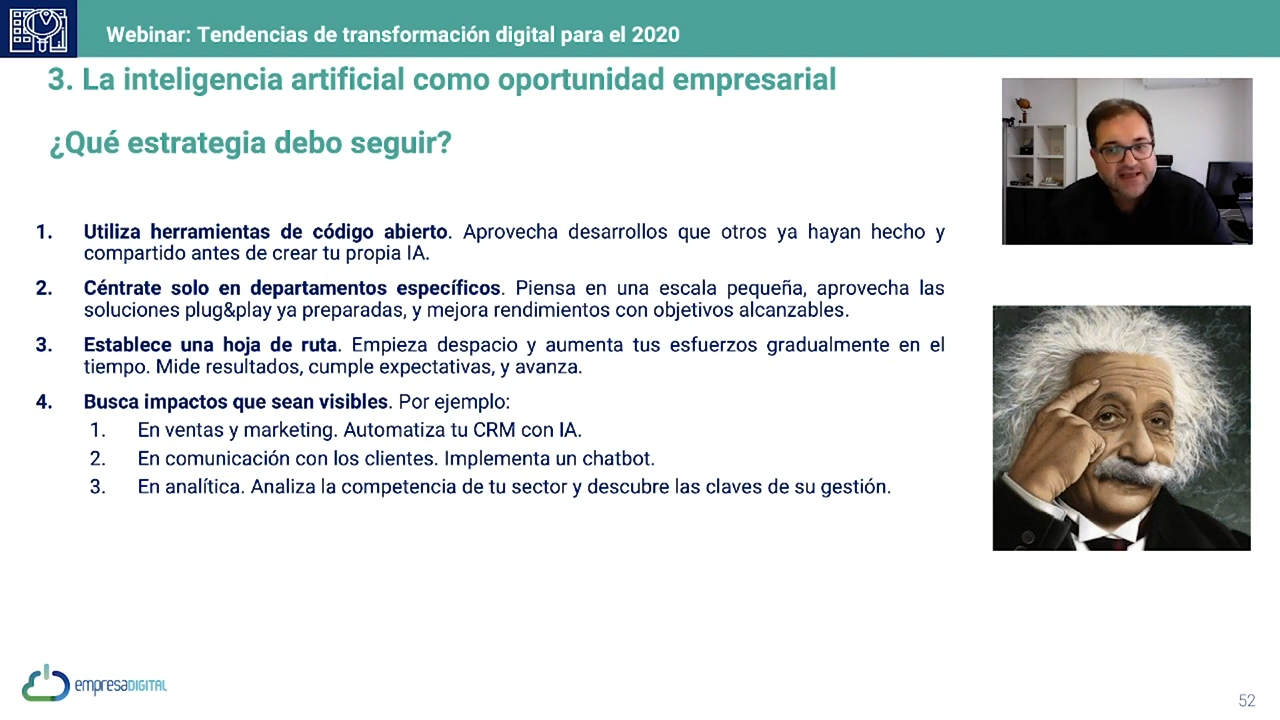 Webinar: Tendencias de transformación digital para el 2020
3. La inteligencia artificial como oportunidad empresarial
¿Qué estrategia debo seguir?
1. Utiliza herramientas de código abierto. Aprovecha desarrollos que otros ya hayan hecho y
compartido antes de crear tu propia IA.
2. Céntrate solo en departamentos específicos. Piensa en una escala pequeña, aprovecha las
soluciones plug&play ya preparadas, y mejora rendimientos con objetivos alcanzables.
3. Establece una hoja de ruta. Empieza despacio y aumenta tus esfuerzos gradualmente en el
tiempo. Mide resultados, cumple expectativas, y avanza.
4. Busca impactos que sean visibles. Por ejemplo:
1. En ventas y marketing. Automatiza tu CRM con IA.
2. En comunicación con los clientes. Implementa un chatbot.
3. En analítica. Analiza la competencia de tu sector y descubre las claves de su gestión.
empresaDIGITAL
52